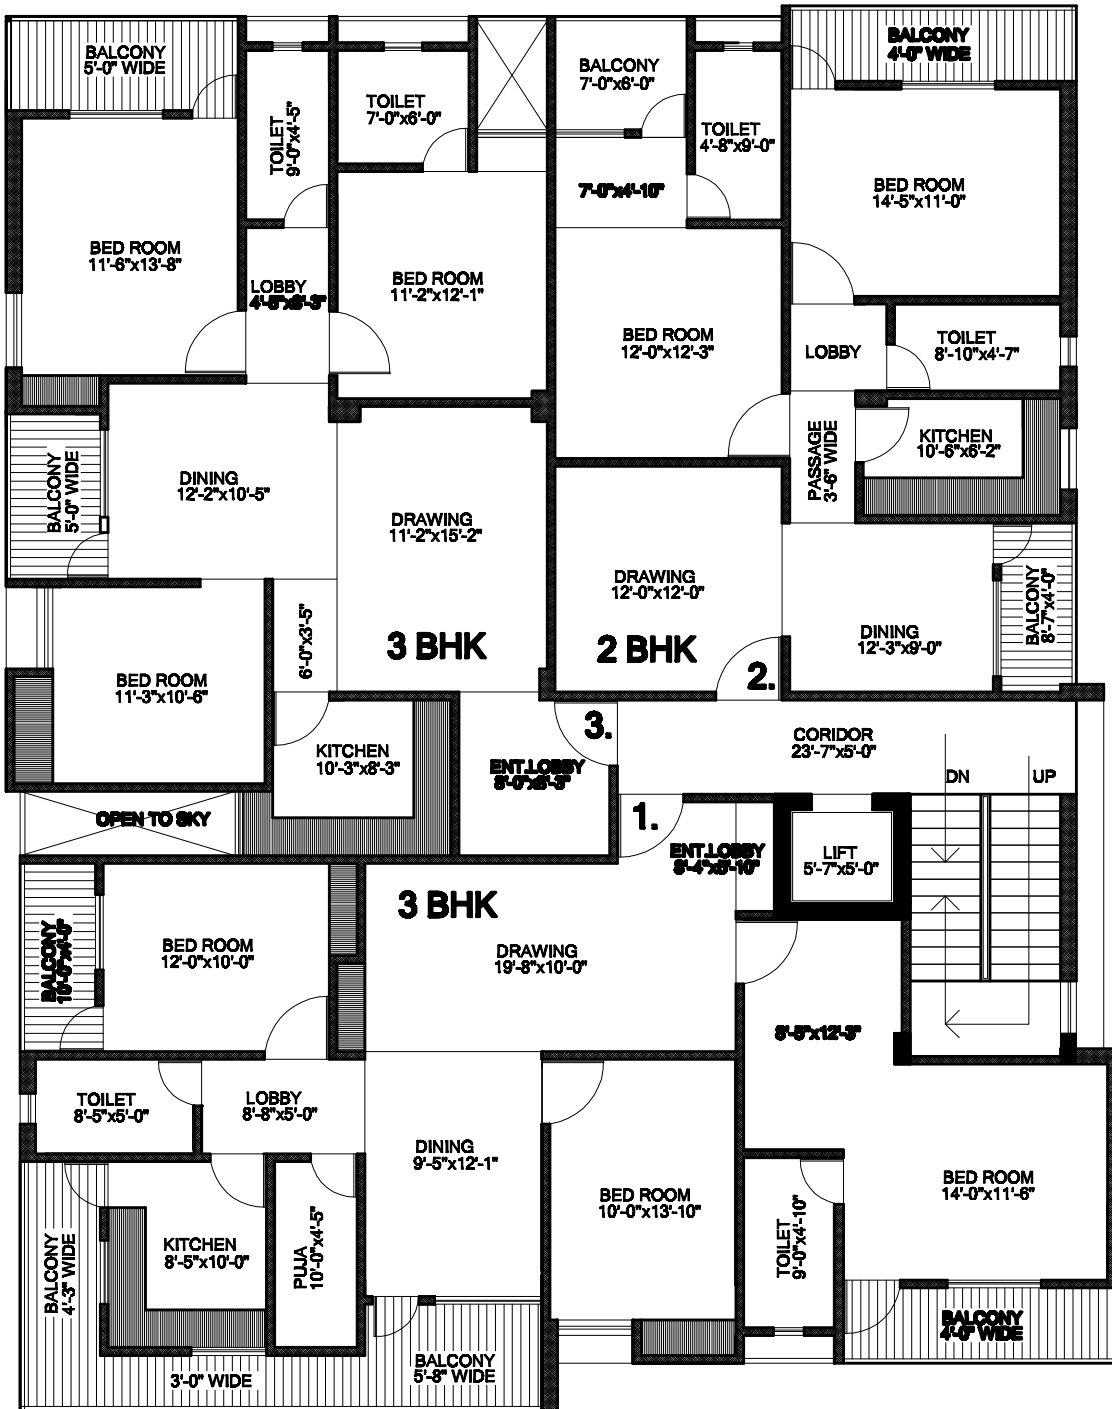 BALCONY
5'-0" WIDE
TOILET
9'-0"x4'-5"
TOILET
7'-0"x6'-0"
BALCONY
7'-0"x6'-0"
TOILET
4'-8"x9'-0"
BALCONY
4'-0" WIDE
7'-0"x4'-10"
BED ROOM
14'-5"x11'-0"
BED ROOM
11'-6"x13'-8"
LOBBY
BED ROOM
11'-2"x12'-1"
BED ROOM
12'-0"x12'-3"
LOBBY
TOILET
8'-10"x4'-7"
BALCONY
5'-0" WIDE
DINING
12'-2"x10'-5"
DRAWING
11'-2"x15'-2"
PASSAGE
3'-6" WIDE
KITCHEN
10'-6"x6'-2"
DRAWING
12'-0"x12'-0"
DINING
12'-3"x9'-0"
BALCONY
8'-7"x4'-0"
6'-0"x3'-5"
3 BHK
2 BHK
2.
BED ROOM
11'-3"x10'-6"
KITCHEN
10'-3"x8'-3"
ENT.LOBBY
3.
CORIDOR
23'-7"x5'-0"
DN
UP
OPEN TO SKY
1.
ENT.LOBBY
LIFT
5'-7"x5'-0"
3 BHK
BALCONY
10'-0"x4'-0"
BED ROOM
12'-0"x10'-0"
DRAWING
19'-8"x10'-0"
TOILET
8'-5"x5'-0"
LOBBY
8'-8"x5'-0"
DINING
9'-5"x12'-1"
BED ROOM
10'-0"x13'-10"
BED ROOM
14'-0"x11'-6"
BALCONY
4'-3" WIDE
KITCHEN
8'-5"x10'-0"
PUJA
10'-0"x4'-5"
TOILET
9'-0"x4'-10"
BALCONY
4'-0" WIDE
3'-0" WIDE
BALCONY
5'-8" WIDE